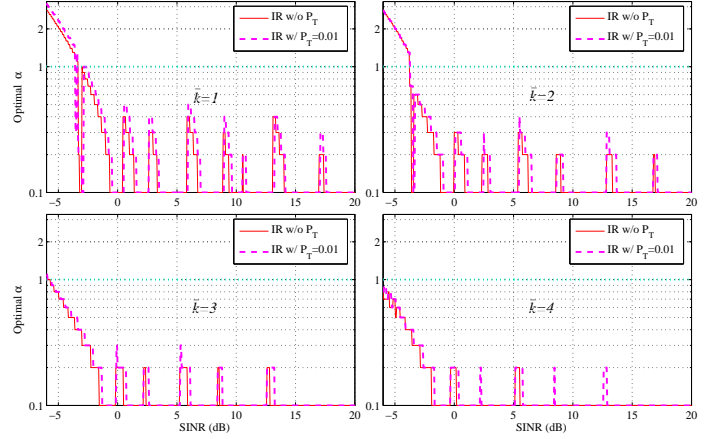 IR w/o P_T
IR w/ P_T=0.01
k̄=1
Optimal α
2
1
0.1
−5 0 5 10 15 20
IR w/o P_T
IR w/ P_T=0.01
k̄=2
2
1
0.1
−5 0 5 10 15 20
IR w/o P_T
IR w/ P_T=0.01
k̄=3
Optimal α
2
1
0.1
−5 0 5 10 15 20
SINR (dB)
IR w/o P_T
IR w/ P_T=0.01
k̄=4
2
1
0.1
−5 0 5 10 15 20
SINR (dB)